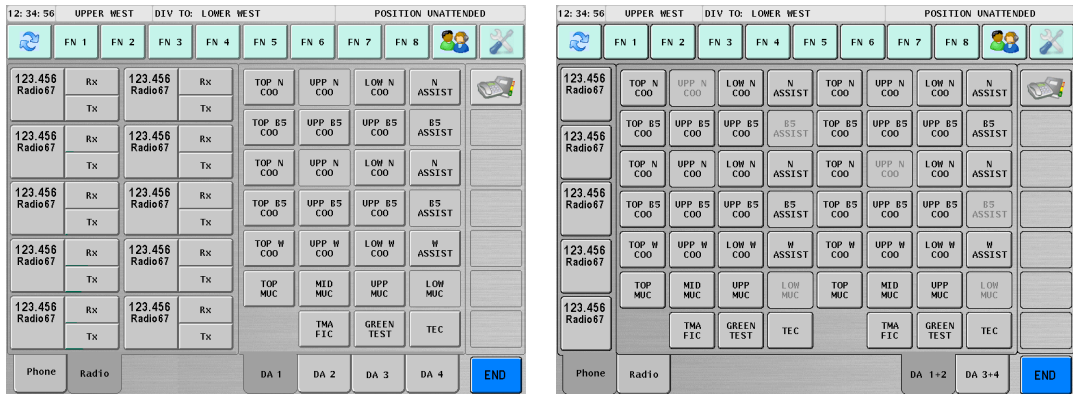 12:34:56 UPPER WEST DIV TO: LOWER WEST POSITION UNATTENDED
FN 1 FN 2 FN 3 FN 4 FN 5 FN 6 FN 7 FN 8
123.456 Radio67 Rx 123.456 Radio67 Rx TOP N COO UPP N COO LOW N COO N ASSIST
Tx Tx
TOP B5 COO UPP B5 COO UPP B5 COO B5 ASSIST
123.456 Radio67 Rx 123.456 Radio67 Rx
Tx Tx TOP N COO UPP N COO LOW N COO N ASSIST
123.456 Radio67 Rx 123.456 Radio67 Rx TOP B5 COO UPP B5 COO UPP B5 COO B5 ASSIST
Tx Tx
123.456 Radio67 Rx 123.456 Radio67 Rx TOP W COO UPP W COO LOW W COO W ASSIST
Tx Tx TOP MUC MID MUC UPP MUC LOW MUC
123.456 Radio67 Rx 123.456 Radio67 Rx
Tx Tx TMA FIC GREEN TEST TEC
Phone Radio DA 1 DA 2 DA 3 DA 4 END
12:34:56 UPPER WEST DIV TO: LOWER WEST POSITION UNATTENDED
FN 1 FN 2 FN 3 FN 4 FN 5 FN 6 FN 7 FN 8
123.456 Radio67 TOP N COO UPP N COO LOW N COO N ASSIST TOP N COO UPP N COO LOW N COO N ASSIST
123.456 Radio67 TOP B5 COO UPP B5 COO UPP B5 COO B5 ASSIST TOP B5 COO UPP B5 COO UPP B5 COO B5 ASSIST
TOP N COO UPP N COO LOW N COO N ASSIST TOP N COO UPP N COO LOW N COO N ASSIST
123.456 Radio67 TOP B5 COO UPP B5 COO UPP B5 COO B5 ASSIST TOP B5 COO UPP B5 COO UPP B5 COO B5 ASSIST
123.456 Radio67 TOP W COO UPP W COO LOW W COO W ASSIST TOP W COO UPP W COO LOW W COO W ASSIST
TOP MUC MID MUC UPP MUC LOW MUC TOP MUC MID MUC UPP MUC LOW MUC
123.456 Radio67 TMA FIC GREEN TEST TEC TMA FIC GREEN TEST TEC
Phone Radio DA 1+2 DA 3+4 END